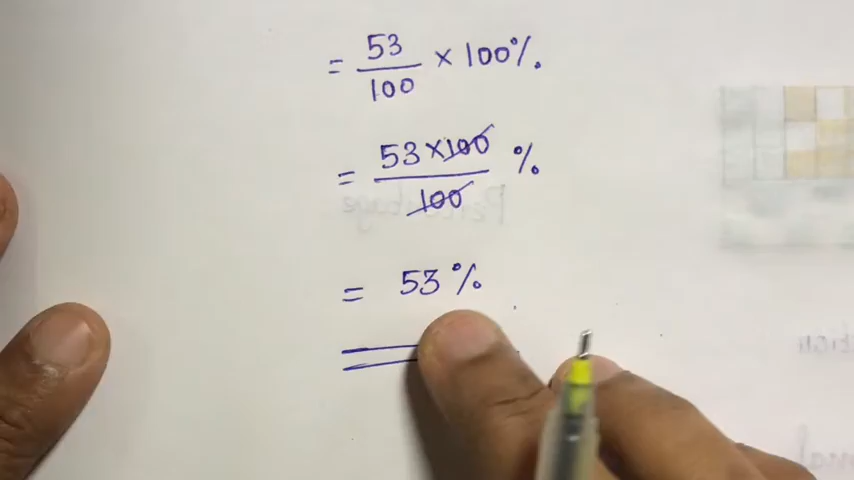 = 53/100 × 100%.
= 53×100/100 %
= 53%